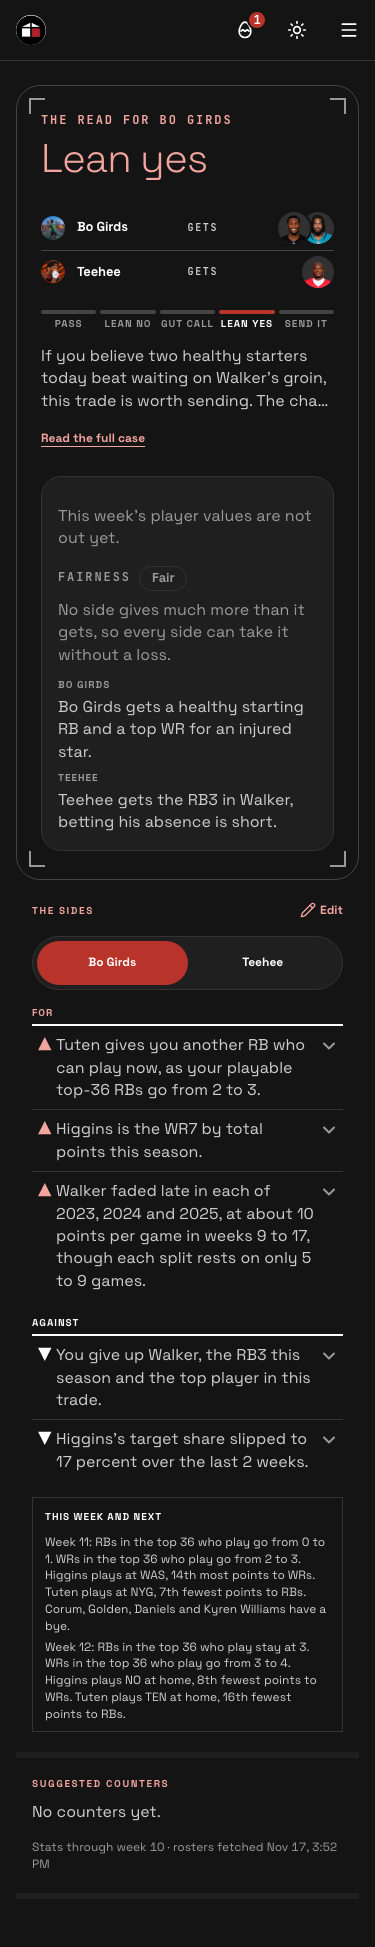 1
THE READ FOR BO GIRDS
Lean yes
Bo Girds GETS
Teehee GETS
PASS LEAN NO GUT CALL LEAN YES SEND IT
If you believe two healthy starters
today beat waiting on Walker's groin,
this trade is worth sending. The cha...
Read the full case
This week's player values are not
out yet.
FAIRNESS Fair
No side gives much more than it
gets, so every side can take it
without a loss.
BO GIRDS
Bo Girds gets a healthy starting
RB and a top WR for an injured
star.
TEEHEE
Teehee gets the RB3 in Walker,
betting his absence is short.
THE SIDES Edit
Bo Girds Teehee
FOR
Tuten gives you another RB who
can play now, as your playable
top-36 RBs go from 2 to 3.
Higgins is the WR7 by total
points this season.
Walker faded late in each of
2023, 2024 and 2025, at about 10
points per game in weeks 9 to 17,
though each split rests on only 5
to 9 games.
AGAINST
You give up Walker, the RB3 this
season and the top player in this
trade.
Higgins's target share slipped to
17 percent over the last 2 weeks.
THIS WEEK AND NEXT
Week 11: RBs in the top 36 who play go from 0 to
1. WRs in the top 36 who play go from 2 to 3.
Higgins plays at WAS, 14th most points to WRs.
Tuten plays at NYG, 7th fewest points to RBs.
Corum, Golden, Daniels and Kyren Williams have a
bye.
Week 12: RBs in the top 36 who play stay at 3.
WRs in the top 36 who play go from 3 to 4.
Higgins plays NO at home, 8th fewest points to
WRs. Tuten plays TEN at home, 16th fewest
points to RBs.
SUGGESTED COUNTERS
No counters yet.
Stats through week 10 · rosters fetched Nov 17, 3:52
PM